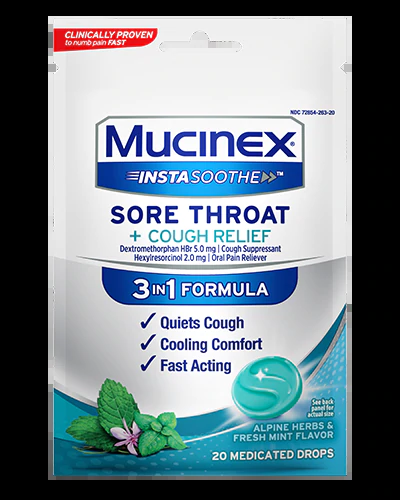 CLINICALLY PROVEN
to numb pain FAST
NDC 72854-263-20
Mucinex®
INSTASOOTHE™
SORE THROAT
+ COUGH RELIEF
Dextromethorphan HBr 5.0 mg | Cough Suppressant
Hexylresorcinol 2.0 mg | Oral Pain Reliever
3 IN 1 FORMULA
✓ Quiets Cough
✓ Cooling Comfort
✓ Fast Acting
See back
panel for
actual size
ALPINE HERBS &
FRESH MINT FLAVOR
20 MEDICATED DROPS